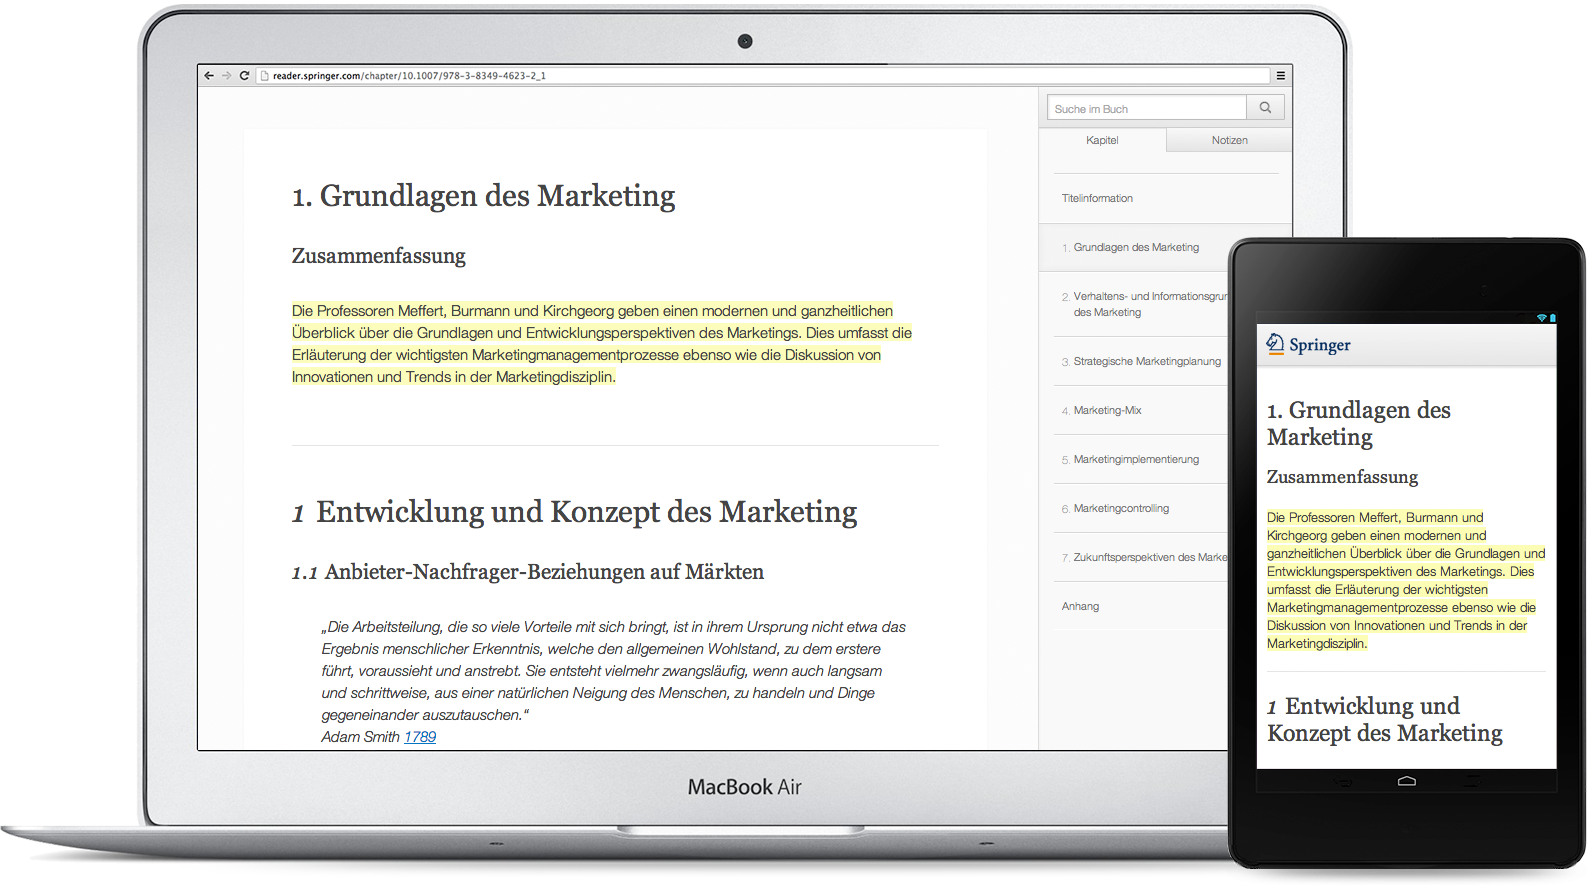 reader.springer.com/chapter/10.1007/978-3-8349-4623-2_1
1. Grundlagen des Marketing
Zusammenfassung
Die Professoren Meffert, Burmann und Kirchgeorg geben einen modernen und ganzheitlichen
Überblick über die Grundlagen und Entwicklungsperspektiven des Marketings. Dies umfasst die
Erläuterung der wichtigsten Marketingmanagementprozesse ebenso wie die Diskussion von
Innovationen und Trends in der Marketingdisziplin.
1 Entwicklung und Konzept des Marketing
1.1 Anbieter-Nachfrager-Beziehungen auf Märkten
„Die Arbeitsteilung, die so viele Vorteile mit sich bringt, ist in ihrem Ursprung nicht etwa das
Ergebnis menschlicher Erkenntnis, welche den allgemeinen Wohlstand, zu dem erstere
führt, voraussieht und anstrebt. Sie entsteht vielmehr zwangsläufig, wenn auch langsam
und schrittweise, aus einer natürlichen Neigung des Menschen, zu handeln und Dinge
gegeneinander auszutauschen.“
Adam Smith 1789
Suche im Buch
Kapitel
Notizen
Titelinformation
1. Grundlagen des Marketing
2. Verhaltens- und Informationsgrun
des Marketing
3. Strategische Marketingplanung
4. Marketing-Mix
5. Marketingimplementierung
6. Marketingcontrolling
7. Zukunftsperspektiven des Marke
Anhang
MacBook Air
Springer
1. Grundlagen des
Marketing
Zusammenfassung
Die Professoren Meffert, Burmann und
Kirchgeorg geben einen modernen und
ganzheitlichen Überblick über die Grundlagen und
Entwicklungsperspektiven des Marketings. Dies
umfasst die Erläuterung der wichtigsten
Marketingmanagementprozesse ebenso wie die
Diskussion von Innovationen und Trends in der
Marketingdisziplin.
1 Entwicklung und
Konzept des Marketing